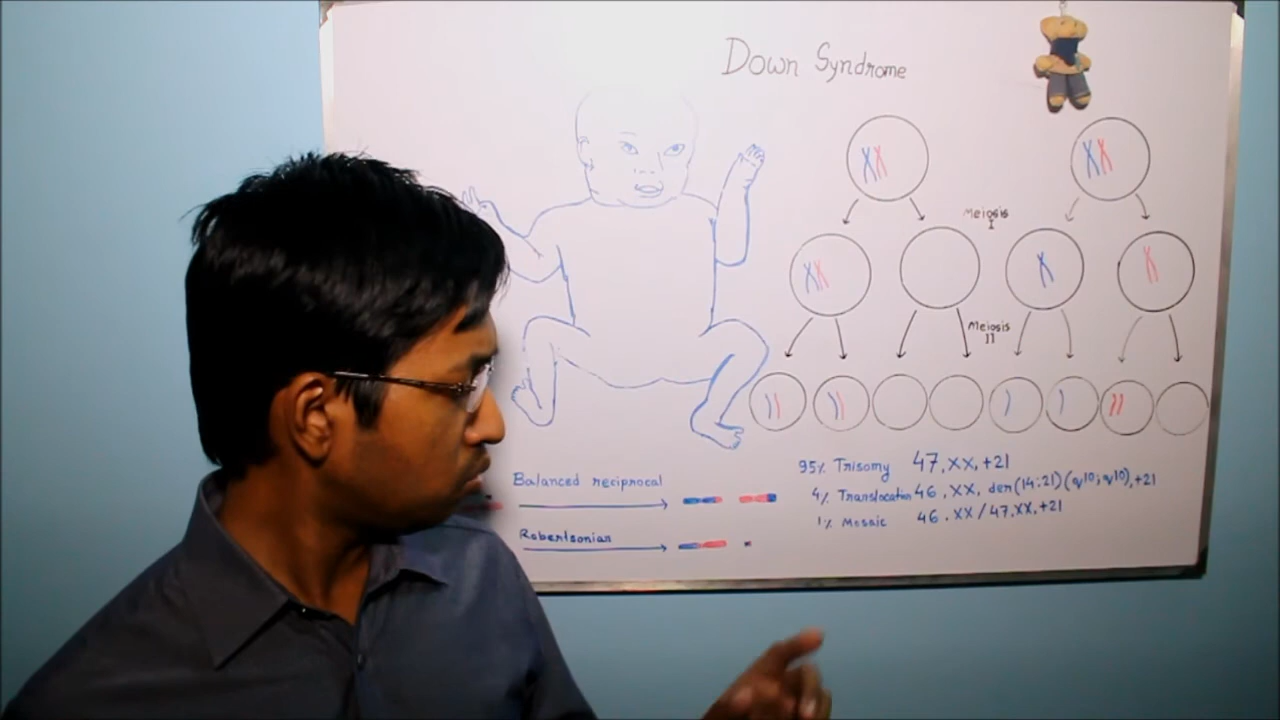 Down Syndrome
Meiosis
I
Meiosis
II
Balanced reciprocal
Robertsonian
95% Trisomy 47,XX,+21
4% Translocation 46,XX, der(14;21)(q10;q10),+21
1% Mosaic 46,XX/47,XX,+21